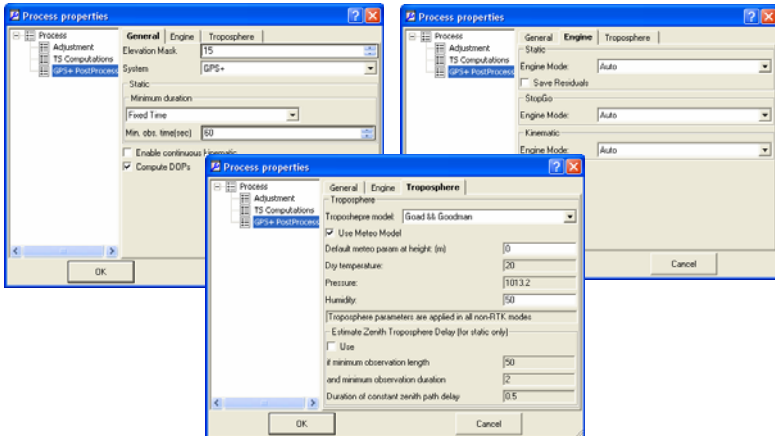 Process properties
Process
Adjustment
TS Computations
GPS+ PostProcess
General Engine Troposphere
Elevation Mask 15
System GPS+
Static
Minimum duration
Fixed Time
Min. obs. time(sec) 60
Enable continuous kinematic
Compute DOPs
OK
Process properties
Process
Adjustment
TS Computations
GPS+ PostProcess
General Engine Troposphere
Static
Engine Mode: Auto
Save Residuals
StopGo
Engine Mode: Auto
Kinematic
Engine Mode: Auto
Cancel
Process properties
Process
Adjustment
TS Computations
GPS+ PostProcess
General Engine Troposphere
Troposphere
Troposhepre model: Goad && Goodman
Use Meteo Model
Default meteo param at height: (m) 0
Dry temperature: 20
Pressure: 1013.2
Humidity: 50
Troposphere parameters are applied in all non-RTK modes
Estimate Zenith Troposphere Delay (for static only)
Use
if minimum observation length 50
and minimum observation duration 2
Duration of constant zenith path delay 0.5
OK Cancel